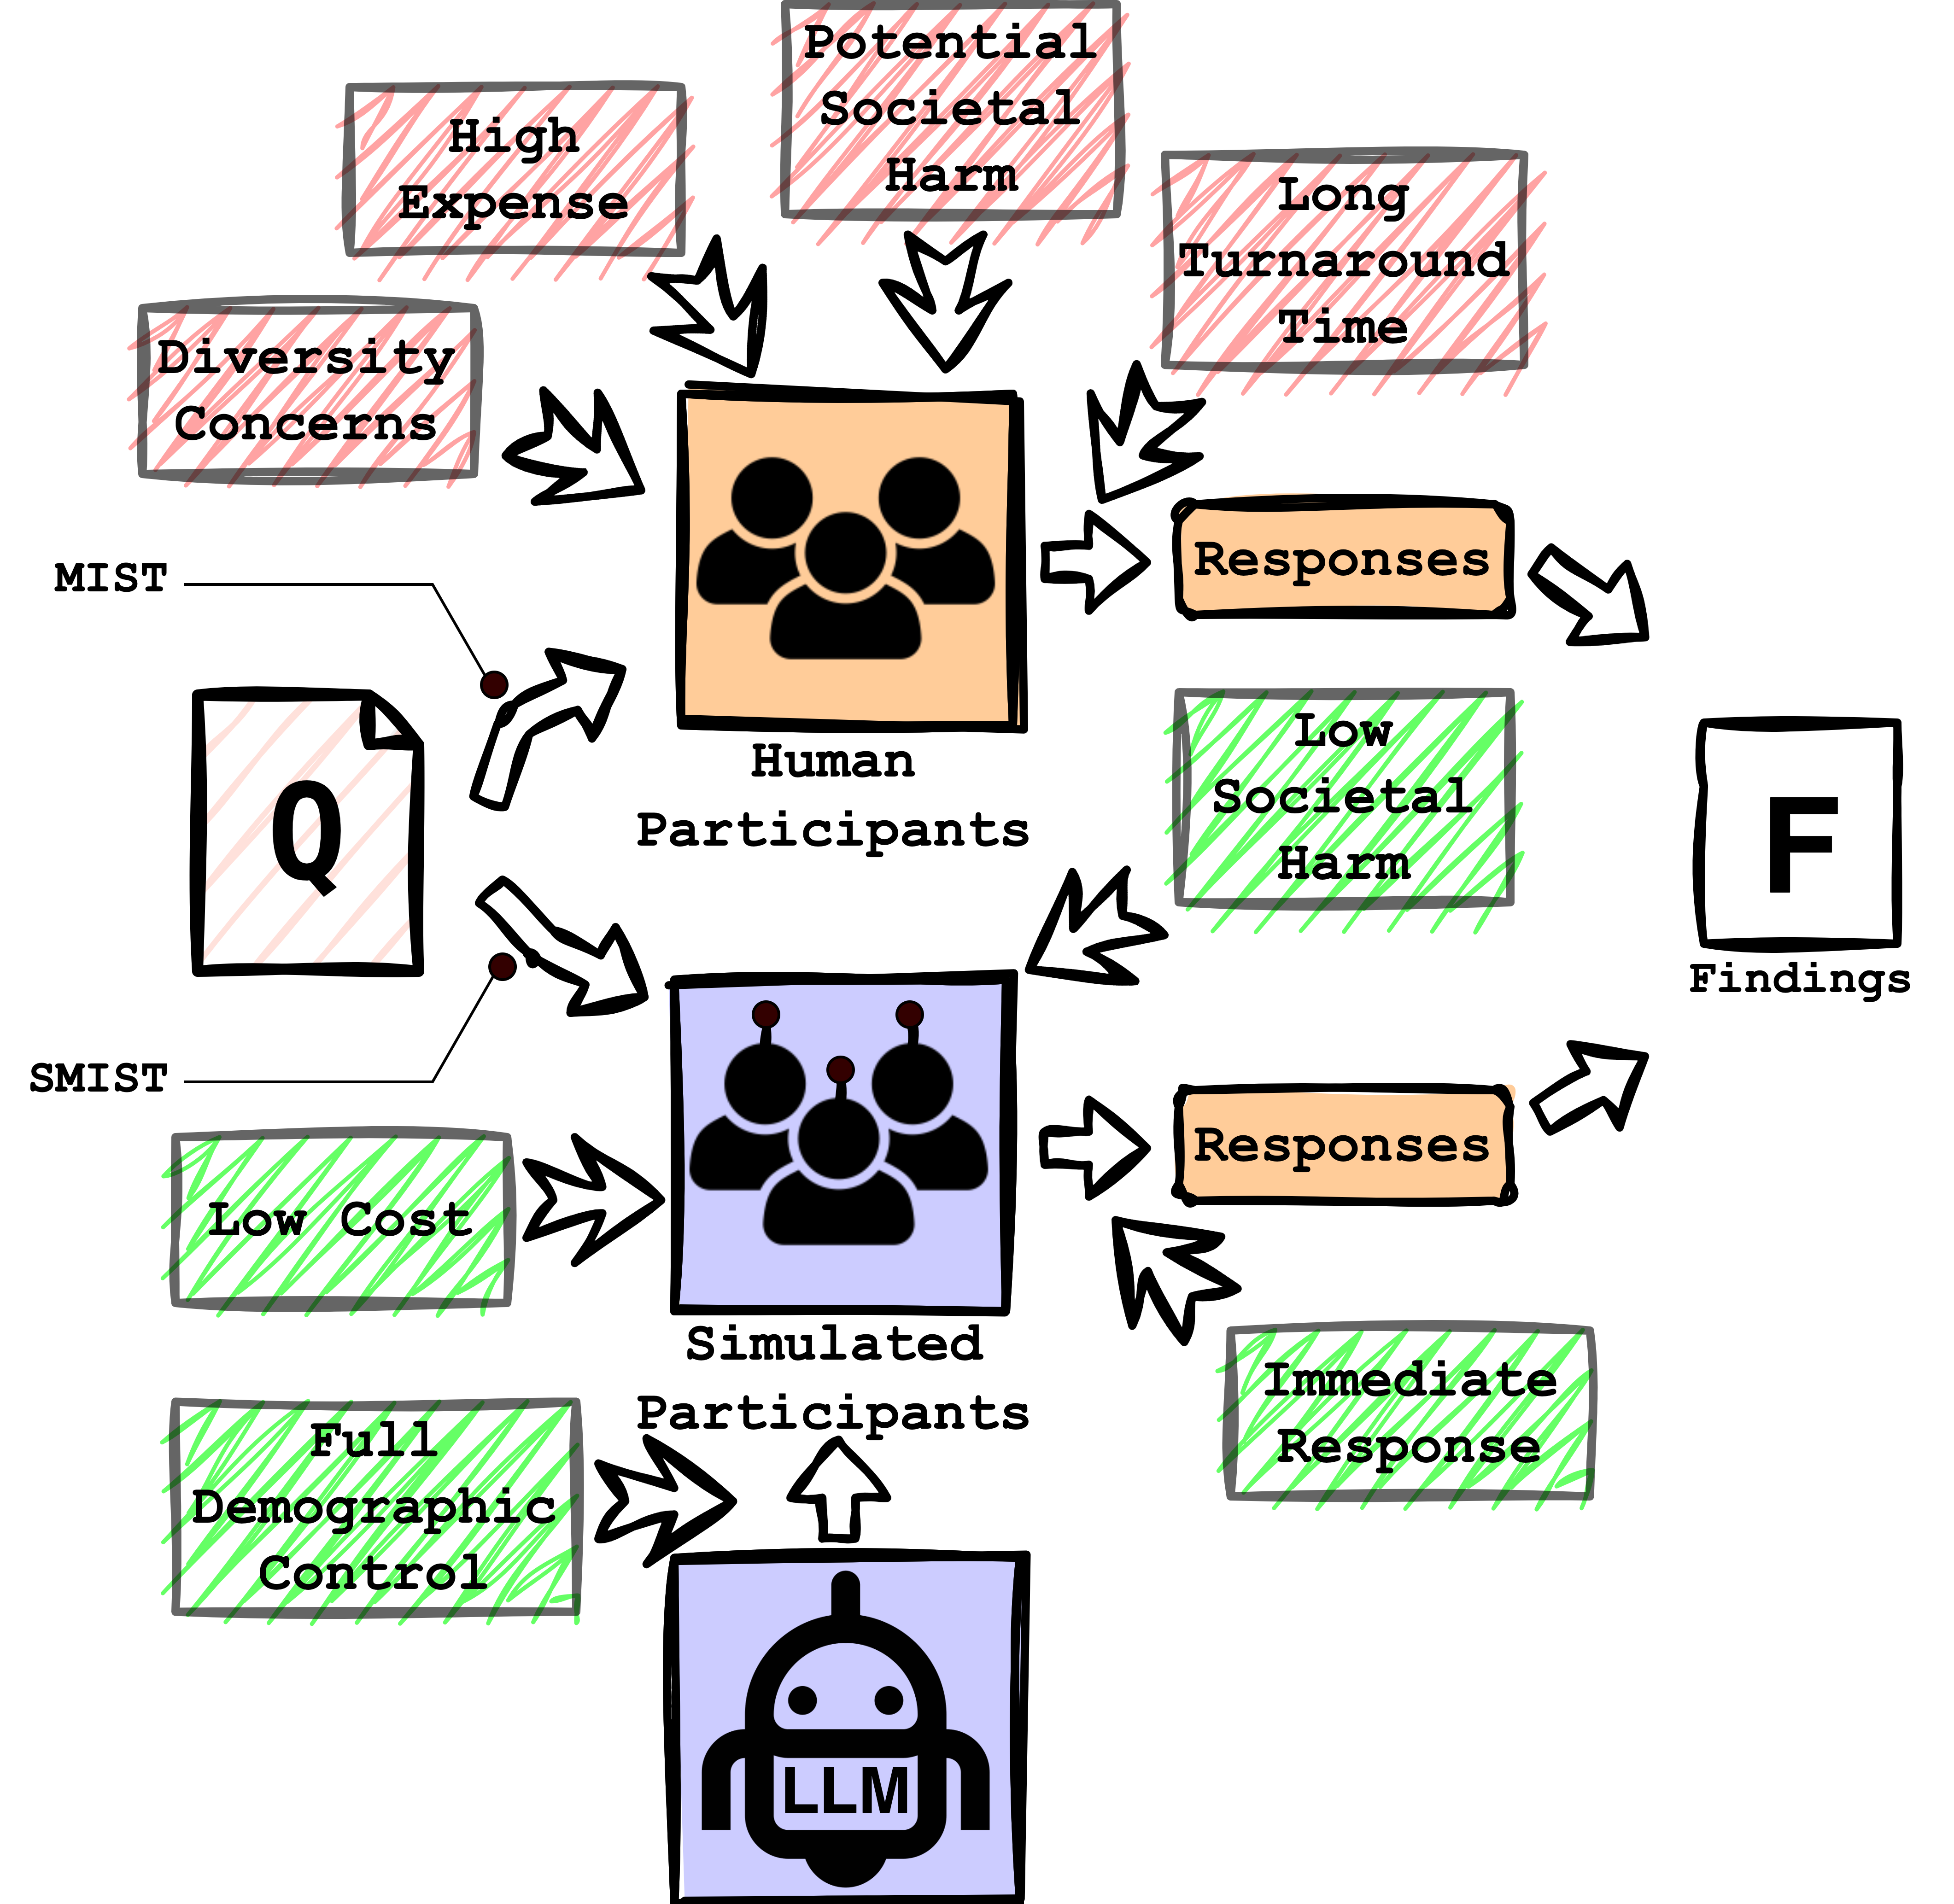 Potential
Societal
Harm
High
Expense
Long
Turnaround
Time
Diversity
Concerns
Responses
MIST
Human
Participants
Low
Societal
Harm
Q
F
Findings
SMIST
Responses
Low Cost
Simulated
Participants
Immediate
Response
Full
Demographic
Control
LLM